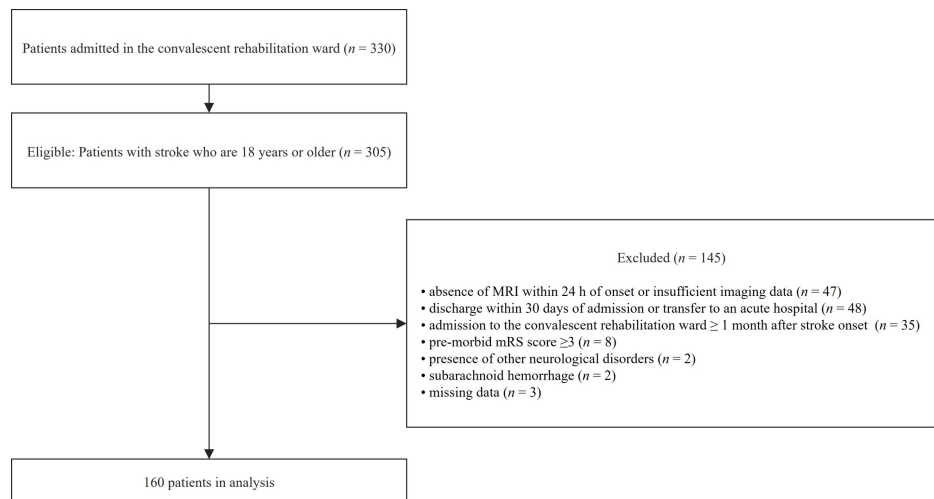 Patients admitted in the convalescent rehabilitation ward (n = 330)
Eligible: Patients with stroke who are 18 years or older (n = 305)
Excluded (n = 145)
• absence of MRI within 24 h of onset or insufficient imaging data (n = 47)
• discharge within 30 days of admission or transfer to an acute hospital (n = 48)
• admission to the convalescent rehabilitation ward ≥ 1 month after stroke onset (n = 35)
• pre-morbid mRS score ≥3 (n = 8)
• presence of other neurological disorders (n = 2)
• subarachnoid hemorrhage (n = 2)
• missing data (n = 3)
160 patients in analysis